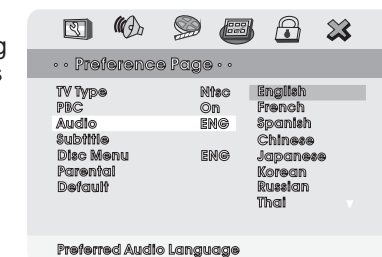 g
s
•• Preference Page ••
TV Type Ntsc English
PBC On French
Audio ENG Spanish
Subtitle Chinese
Disc Menu ENG Japanese
Parental Korean
Default Russian
Thai
Preferred Audio Language